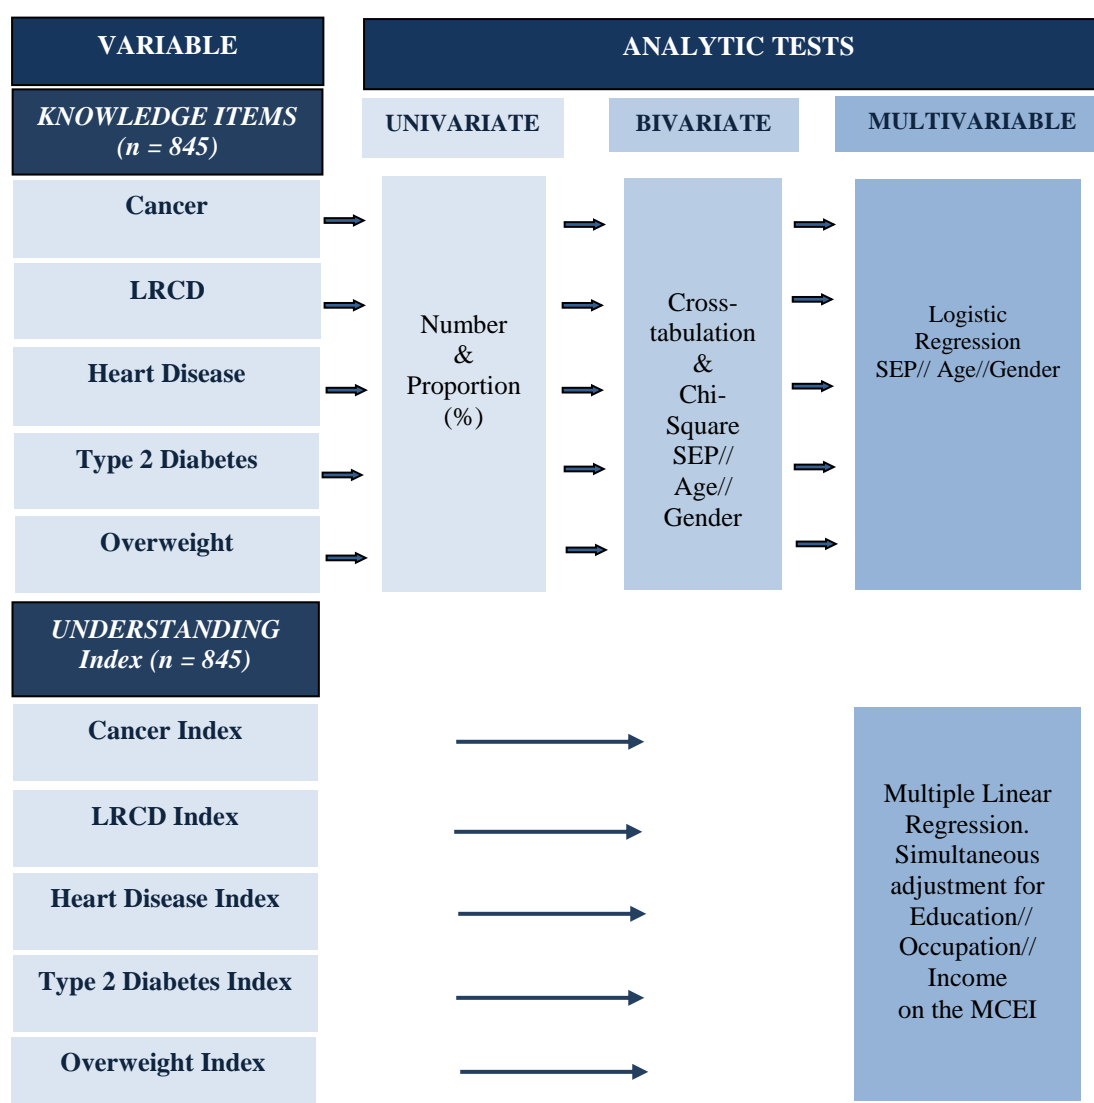 VARIABLE
ANALYTIC TESTS
KNOWLEDGE ITEMS
(n = 845)
UNIVARIATE
BIVARIATE
MULTIVARIABLE
Cancer
LRCD
Heart Disease
Type 2 Diabetes
Overweight
Number
&
Proportion
(%)
Cross-
tabulation
&
Chi-
Square
SEP//
Age//
Gender
Logistic
Regression
SEP// Age//Gender
UNDERSTANDING
Index (n = 845)
Cancer Index
LRCD Index
Heart Disease Index
Type 2 Diabetes Index
Overweight Index
Multiple Linear
Regression.
Simultaneous
adjustment for
Education//
Occupation//
Income
on the MCEI